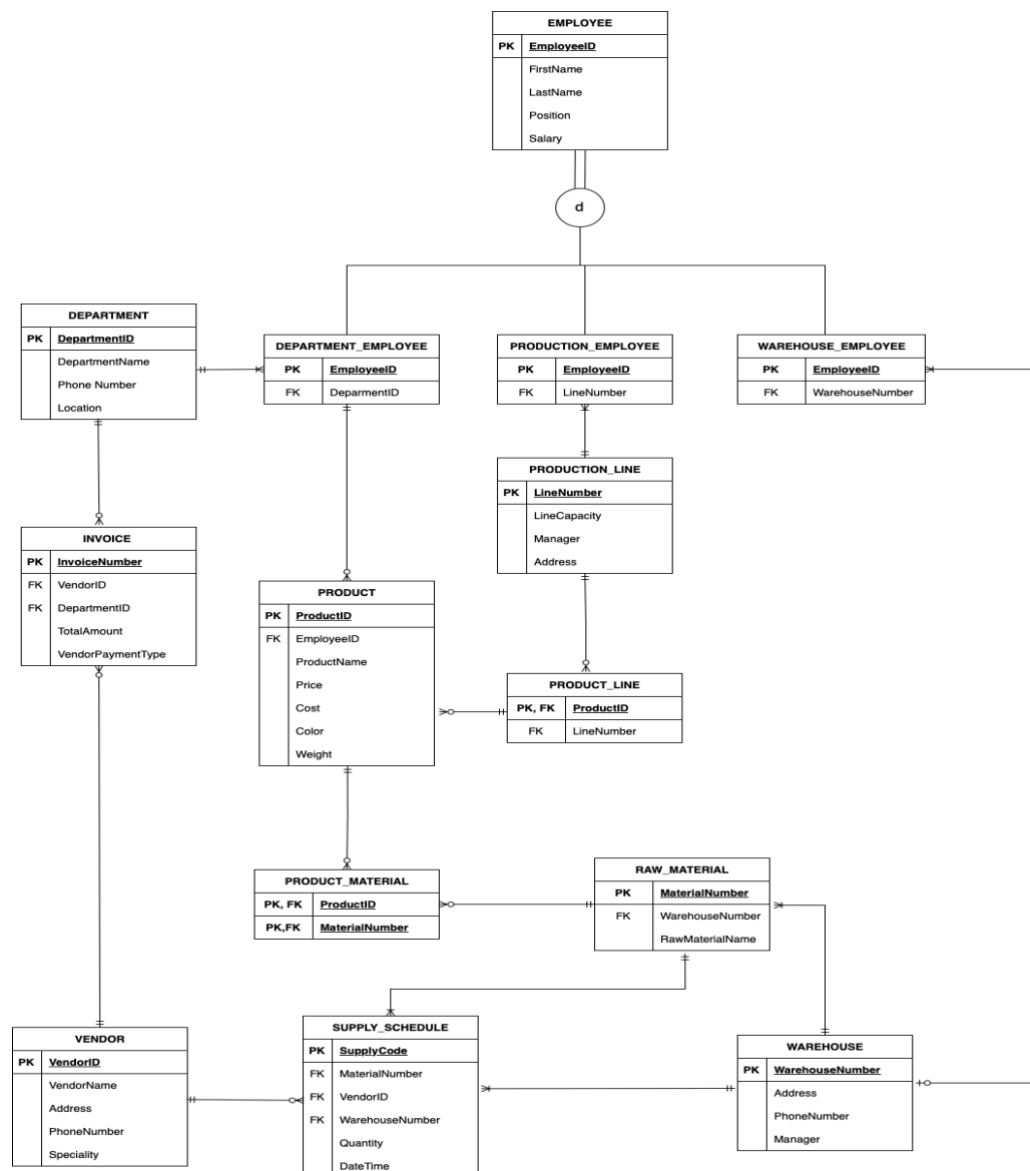 EMPLOYEE
PK EmployeeID
FirstName
LastName
Position
Salary
d
DEPARTMENT
PK DepartmentID
DepartmentName
Phone Number
Location
DEPARTMENT_EMPLOYEE
PK EmployeeID
FK DeparmentID
PRODUCTION_EMPLOYEE
PK EmployeeID
FK LineNumber
WAREHOUSE_EMPLOYEE
PK EmployeeID
FK WarehouseNumber
PRODUCTION_LINE
PK LineNumber
LineCapacity
Manager
Address
INVOICE
PK InvoiceNumber
FK VendorID
FK DepartmentID
TotalAmount
VendorPaymentType
PRODUCT
PK ProductID
FK EmployeeID
ProductName
Price
Cost
Color
Weight
PRODUCT_LINE
PK, FK ProductID
FK LineNumber
PRODUCT_MATERIAL
PK, FK ProductID
PK,FK MaterialNumber
RAW_MATERIAL
PK MaterialNumber
FK WarehouseNumber
RawMaterialName
VENDOR
PK VendorID
VendorName
Address
PhoneNumber
Speciality
SUPPLY_SCHEDULE
PK SupplyCode
FK MaterialNumber
FK VendorID
FK WarehouseNumber
Quantity
DateTime
WAREHOUSE
PK WarehouseNumber
Address
PhoneNumber
Manager